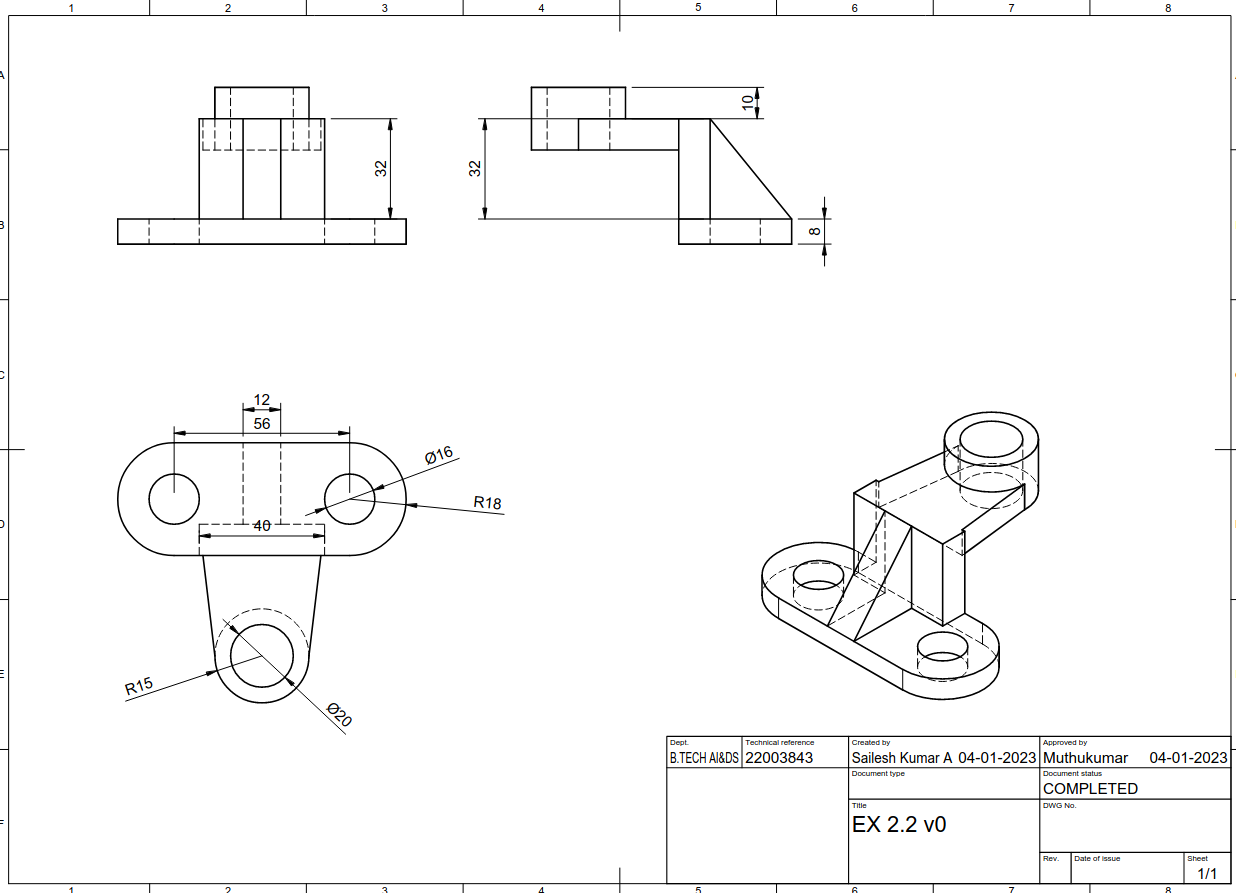 1 2 3 4 5 6 7 8
A
10
32
32
B
8
C
12
56
Ø16
R18
D
40
E
R15
Ø20
Dept. Technical reference Created by Approved by
B.TECH AI&DS 22003843 Sailesh Kumar A 04-01-2023 Muthukumar 04-01-2023
Document type Document status
COMPLETED
Title DWG No.
EX 2.2 v0
F
Rev. Date of issue Sheet
1/1
1 2 3 4 5 6 7 8